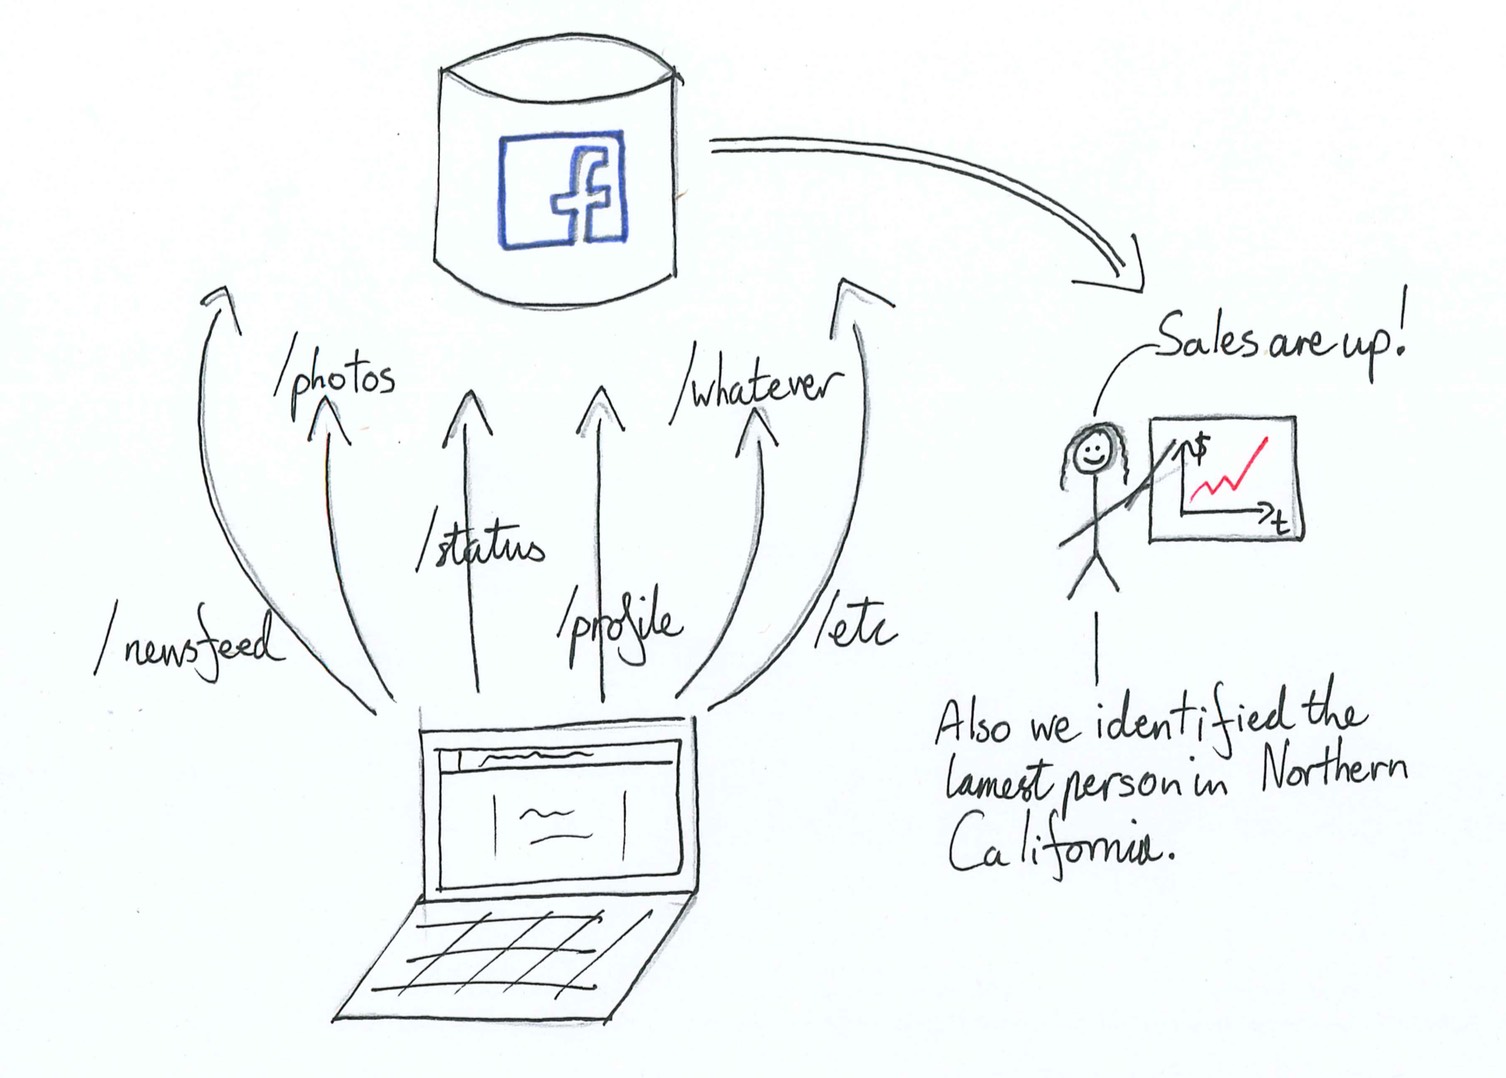 f
/photos
/whatever
Sales are up!
$
t
/status
/newsfeed
/profile
/etc
Also we identified the
lamest person in Northern
California.